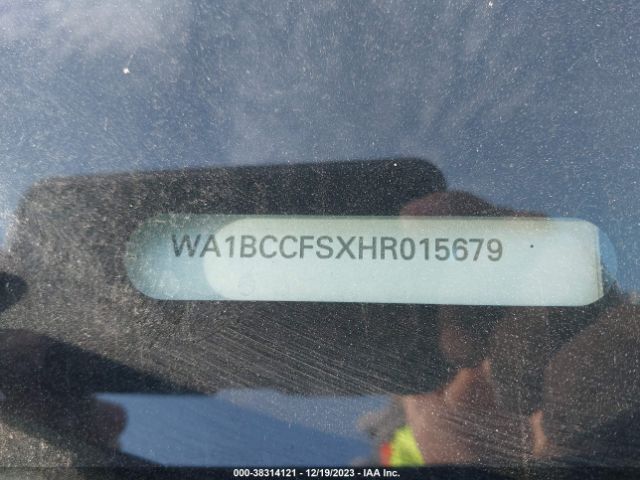 WA1BCCFSXHR015679
000-38314121 - 12/19/2023 - IAA Inc.